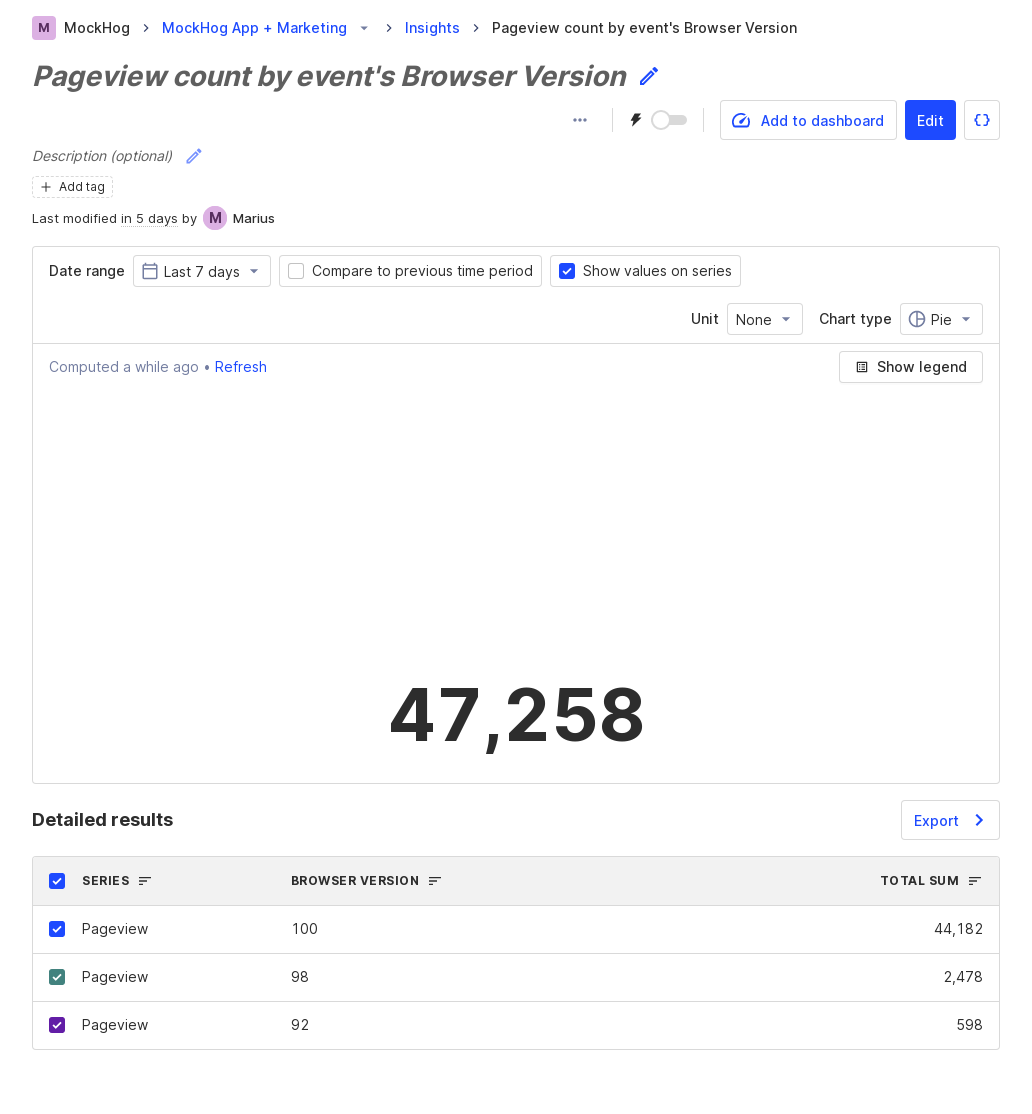 M MockHog MockHog App + Marketing Insights Pageview count by event's Browser Version
Pageview count by event's Browser Version
Add to dashboard Edit
Description (optional)
Add tag
Last modified in 5 days by M Marius
Date range Last 7 days Compare to previous time period Show values on series
Unit None Chart type Pie
Computed a while ago • Refresh Show legend
47,258
Detailed results Export
SERIES BROWSER VERSION TOTAL SUM
Pageview 100 44,182
Pageview 98 2,478
Pageview 92 598